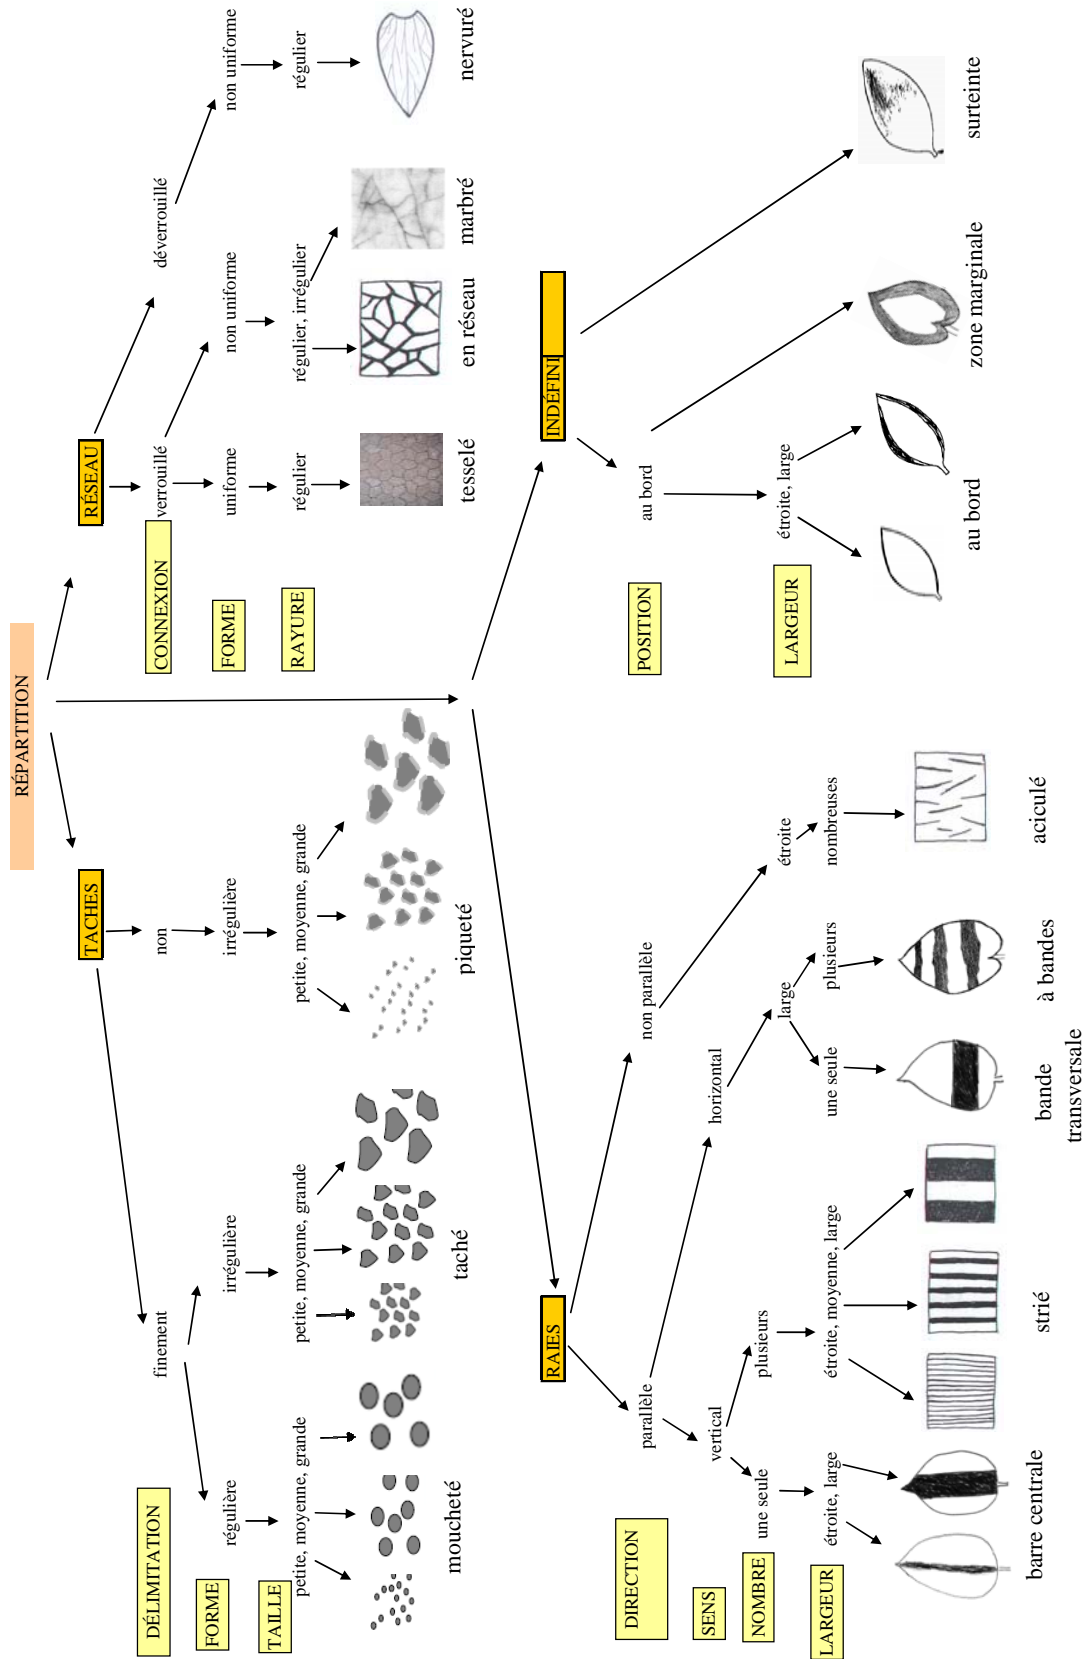 RÉPARTITION
TACHES
RÉSEAU
DÉLIMITATION
finement
non
CONNEXION
verrouillé
déverrouillé
FORME
régulière
irrégulière
irrégulière
FORME
uniforme
non uniforme
non uniforme
TAILLE
petite, moyenne, grande
petite, moyenne, grande
petite, moyenne, grande
RAYURE
régulier
régulier, irrégulier
régulier
moucheté
taché
piqueté
tesselé
en réseau
marbré
nervuré
RAIES
INDÉFINI
DIRECTION
parallèle
non parallèle
POSITION
au bord
SENS
vertical
horizontal
NOMBRE
une seule
plusieurs
large
étroite
LARGEUR
étroite, large
LARGEUR
étroite, large
étroite, moyenne, large
une seule
plusieurs
nombreuses
barre centrale
strié
bande
transversale
à bandes
aciculé
au bord
zone marginale
surteinte